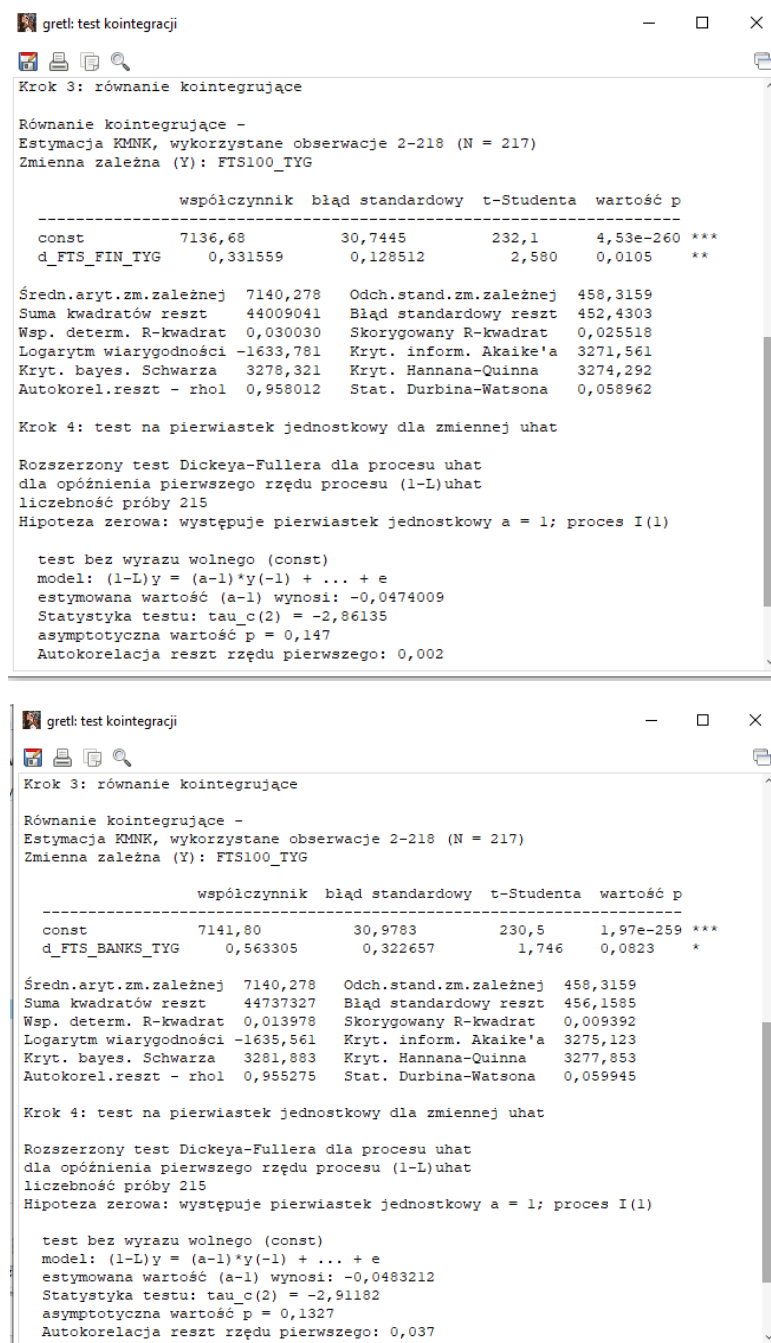 gretl: test kointegracji
Krok 3: równanie kointegrujące
Równanie kointegrujące -
Estymacja KMNK, wykorzystane obserwacje 2-218 (N = 217)
Zmienna zależna (Y): FTS100_TYG
współczynnik błąd standardowy t-Studenta wartość p
const 7136,68 30,7445 232,1 4,53e-260 ***
d_FTS_FIN_TYG 0,331559 0,128512 2,580 0,0105 **
Średn.aryt.zm.zależnej 7140,278 Odch.stand.zm.zależnej 458,3159
Suma kwadratów reszt 44009041 Błąd standardowy reszt 452,4303
Wsp. determ. R-kwadrat 0,030030 Skorygowany R-kwadrat 0,025518
Logarytm wiarygodności -1633,781 Kryt. inform. Akaike'a 3271,561
Kryt. bayes. Schwarza 3278,321 Kryt. Hannana-Quinna 3274,292
Autokorel.reszt - rho1 0,958012 Stat. Durbina-Watsona 0,058962
Krok 4: test na pierwiastek jednostkowy dla zmiennej uhat
Rozszerzony test Dickeya-Fullera dla procesu uhat
dla opóźnienia pierwszego rzędu procesu (1-L)uhat
liczebność próby 215
Hipoteza zerowa: występuje pierwiastek jednostkowy a = 1; proces I(1)
test bez wyrazu wolnego (const)
model: (1-L)y = (a-1)*y(-1) + ... + e
estymowana wartość (a-1) wynosi: -0,0474009
Statystyka testu: tau_c(2) = -2,86135
asymptotyczna wartość p = 0,147
Autokorelacja reszt rzędu pierwszego: 0,002
gretl: test kointegracji
Krok 3: równanie kointegrujące
Równanie kointegrujące -
Estymacja KMNK, wykorzystane obserwacje 2-218 (N = 217)
Zmienna zależna (Y): FTS100_TYG
współczynnik błąd standardowy t-Studenta wartość p
const 7141,80 30,9783 230,5 1,97e-259 ***
d_FTS_BANKS_TYG 0,563305 0,322657 1,746 0,0823 *
Średn.aryt.zm.zależnej 7140,278 Odch.stand.zm.zależnej 458,3159
Suma kwadratów reszt 44737327 Błąd standardowy reszt 456,1585
Wsp. determ. R-kwadrat 0,013978 Skorygowany R-kwadrat 0,009392
Logarytm wiarygodności -1635,561 Kryt. inform. Akaike'a 3275,123
Kryt. bayes. Schwarza 3281,883 Kryt. Hannana-Quinna 3277,853
Autokorel.reszt - rho1 0,955275 Stat. Durbina-Watsona 0,059945
Krok 4: test na pierwiastek jednostkowy dla zmiennej uhat
Rozszerzony test Dickeya-Fullera dla procesu uhat
dla opóźnienia pierwszego rzędu procesu (1-L)uhat
liczebność próby 215
Hipoteza zerowa: występuje pierwiastek jednostkowy a = 1; proces I(1)
test bez wyrazu wolnego (const)
model: (1-L)y = (a-1)*y(-1) + ... + e
estymowana wartość (a-1) wynosi: -0,0483212
Statystyka testu: tau_c(2) = -2,91182
asymptotyczna wartość p = 0,1327
Autokorelacja reszt rzędu pierwszego: 0,037